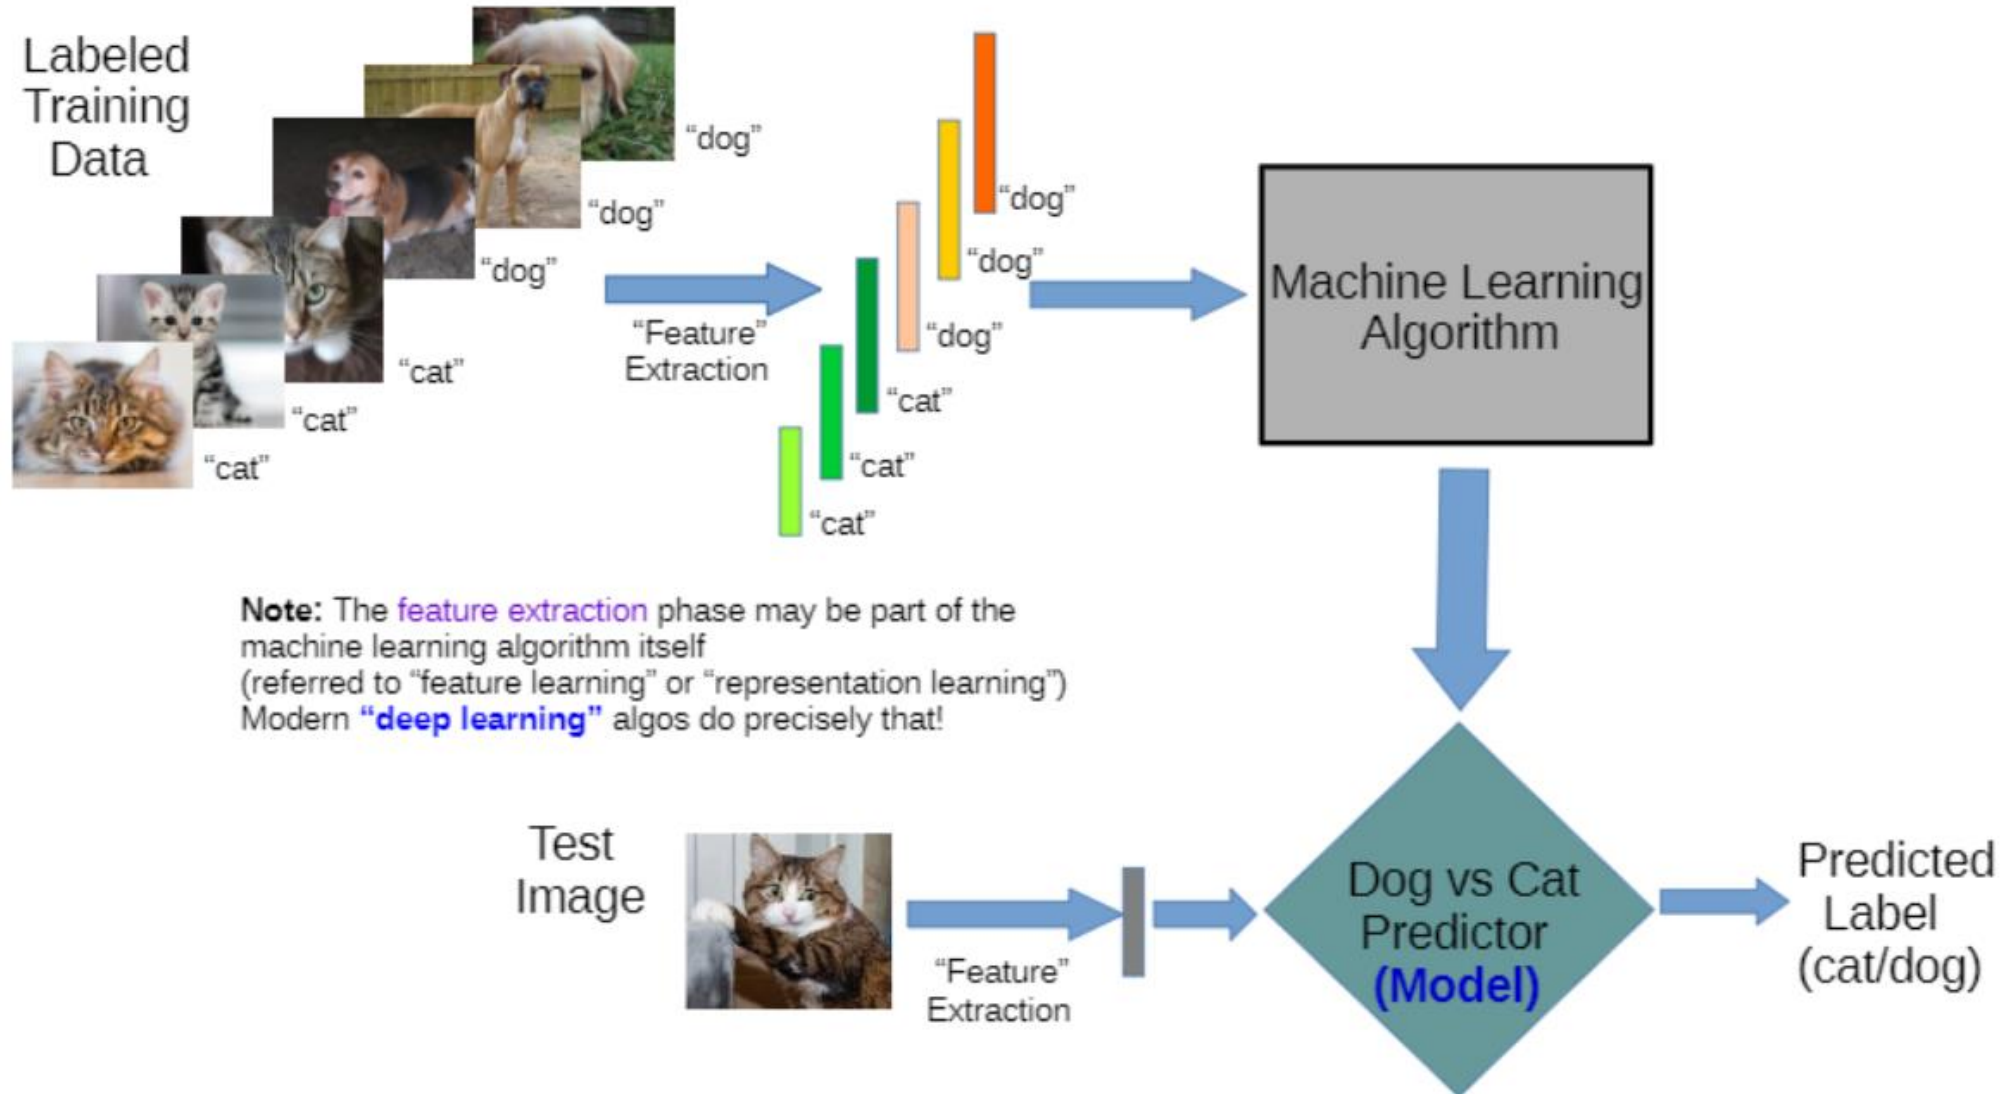 Labeled
Training
Data
“dog”
“dog”
“dog”
“cat”
“cat”
“cat”
“Feature”
Extraction
“dog”
“dog”
“dog”
“cat”
“cat”
“cat”
Machine Learning
Algorithm
Note: The feature extraction phase may be part of the
machine learning algorithm itself
(referred to “feature learning” or “representation learning”)
Modern “deep learning” algos do precisely that!
Test
Image
“Feature”
Extraction
Dog vs Cat
Predictor
(Model)
Predicted
Label
(cat/dog)